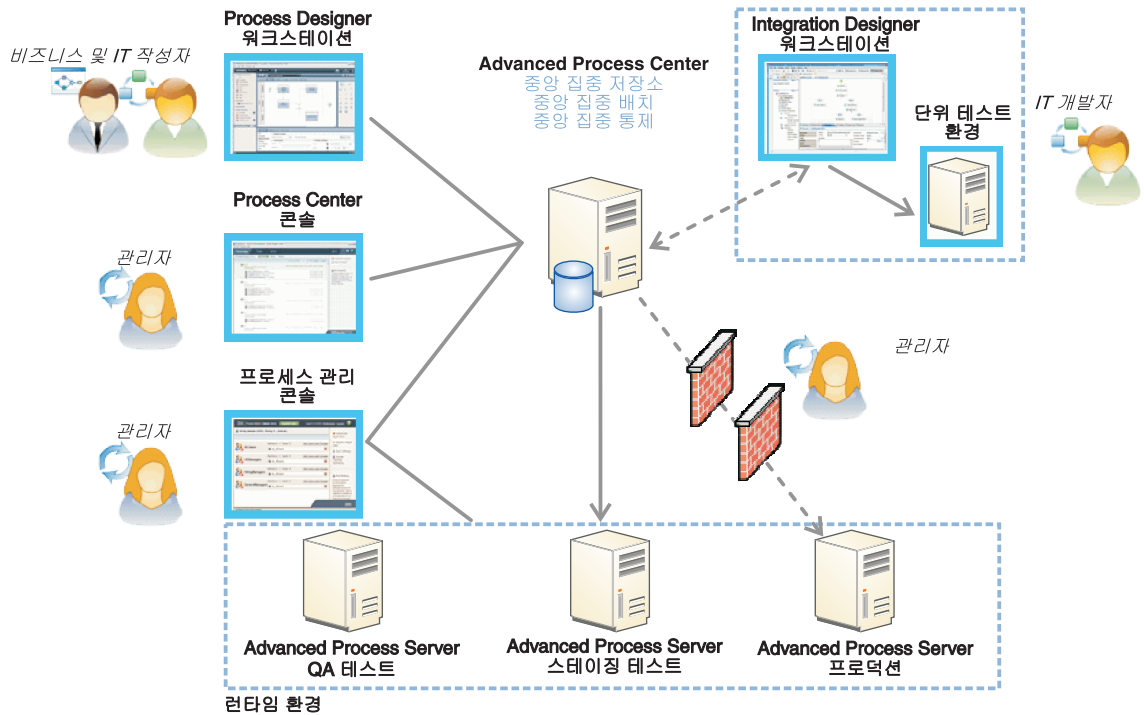 Process Designer
워크스테이션
비즈니스 및 IT 작성자
Advanced Process Center
중앙 집중 저장소
중앙 집중 배치
중앙 집중 통제
Integration Designer
워크스테이션
단위 테스트
환경
IT 개발자
Process Center
콘솔
관리자
프로세스 관리
콘솔
관리자
관리자
Advanced Process Server
QA 테스트
Advanced Process Server
스테이징 테스트
Advanced Process Server
프로덕션
런타임 환경